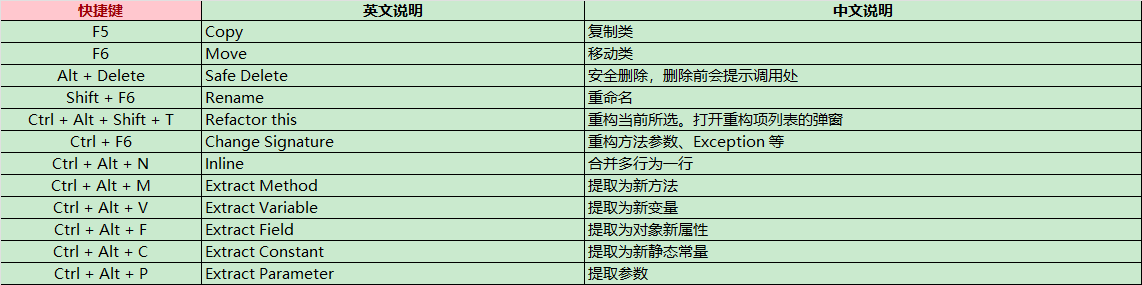 快捷键 英文说明 中文说明
F5 Copy 复制类
F6 Move 移动类
Alt + Delete Safe Delete 安全删除，删除前会提示调用处
Shift + F6 Rename 重命名
Ctrl + Alt + Shift + T Refactor this 重构当前所选。打开重构项列表的弹窗
Ctrl + F6 Change Signature 重构方法参数、Exception 等
Ctrl + Alt + N Inline 合并多行为一行
Ctrl + Alt + M Extract Method 提取为新方法
Ctrl + Alt + V Extract Variable 提取为新变量
Ctrl + Alt + F Extract Field 提取为对象新属性
Ctrl + Alt + C Extract Constant 提取为新静态常量
Ctrl + Alt + P Extract Parameter 提取参数